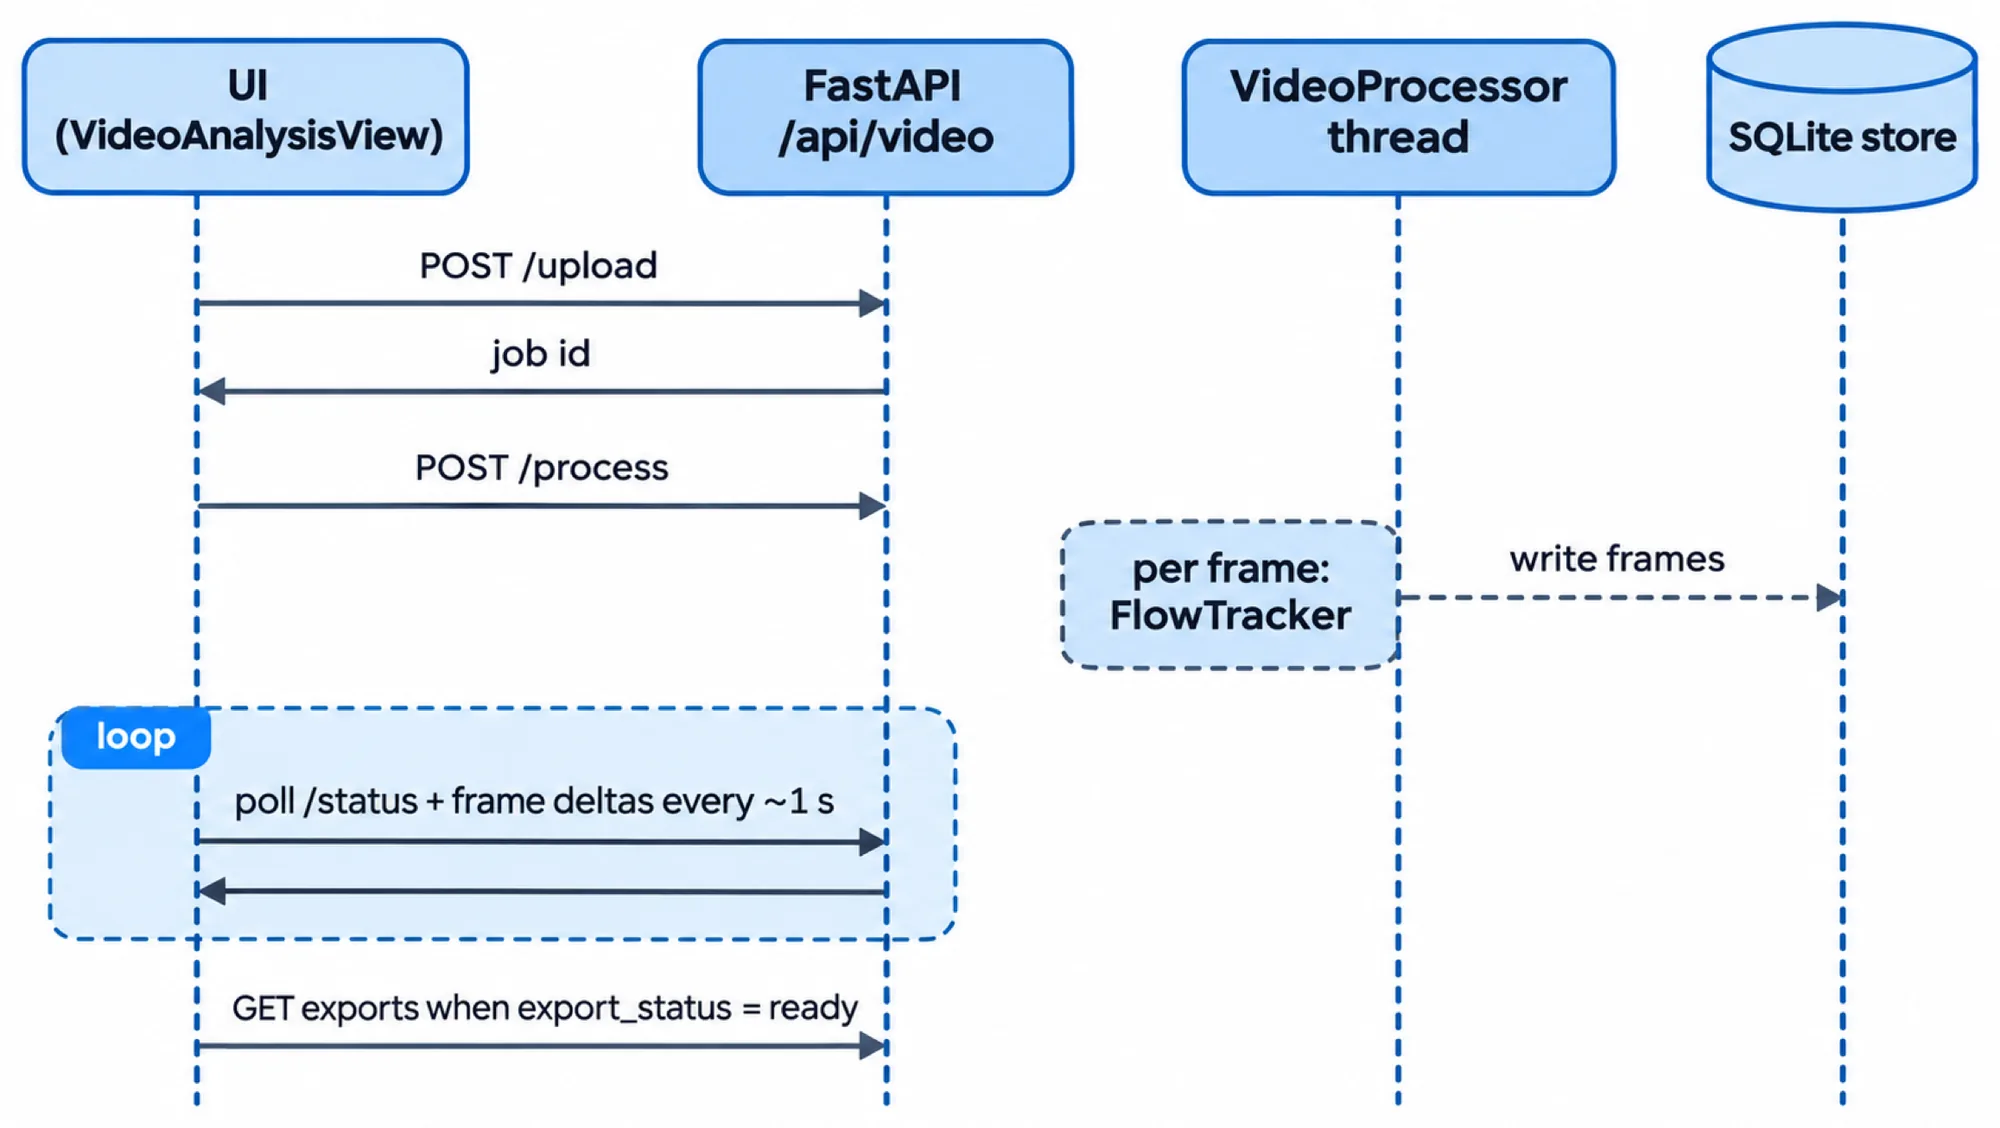 UI
(VideoAnalysisView)
FastAPI
/api/video
VideoProcessor
thread
SQLite store
POST /upload
job id
POST /process
per frame:
FlowTracker
write frames
loop
poll /status + frame deltas every ~1 s
GET exports when export_status = ready